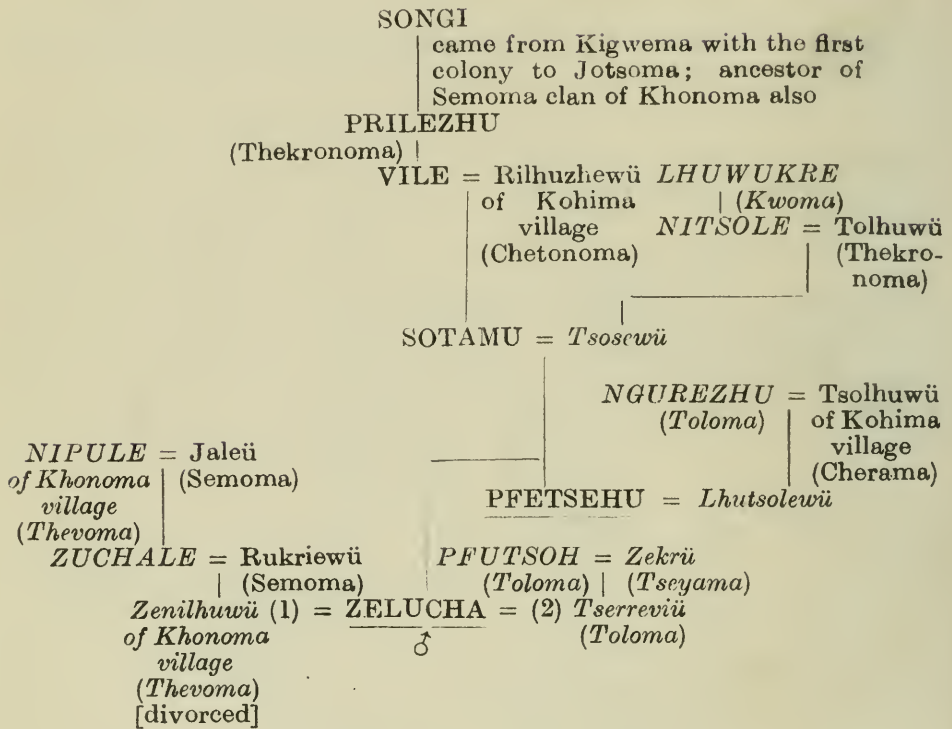 SONGI
came from Kigwema with the first
colony to Jotsoma; ancestor of
Semoma clan of Khonoma also
PRILEZHU
(Thekronoma)
VILE = Rilhuzhewü LHUWUKRE
of Kohima (Kwoma)
village NITSOLE = Tolhuwü
(Chetonoma) (Thekro-
noma)
SOTAMU = Tsosewü
NGUREZHU = Tsolhuwü
(Toloma) of Kohima
NIPULE = Jaleü village
of Khonoma (Semoma) (Cherama)
village PFETSEHU = Lhutsolewü
(Thevoma)
ZUCHALE = Rukriewü PFUTSOH = Zekrü
(Semoma) (Toloma) (Tseyama)
Zenilhuwü (1) = ZELUCHA = (2) Tserreviü
of Khonoma ♂ (Toloma)
village
(Thevoma)
[divorced]